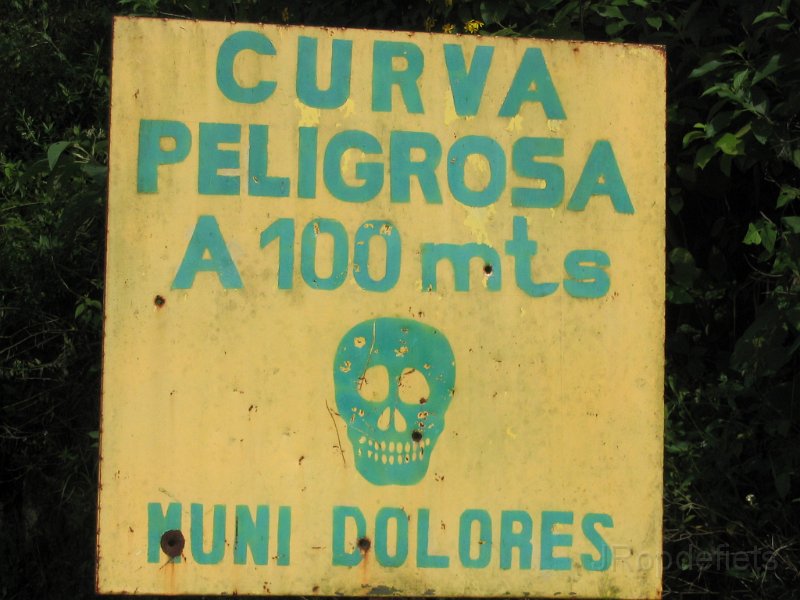 CURVA
PELIGROSA
A 100 mts
MUNI DOLORES
JRoodefiets